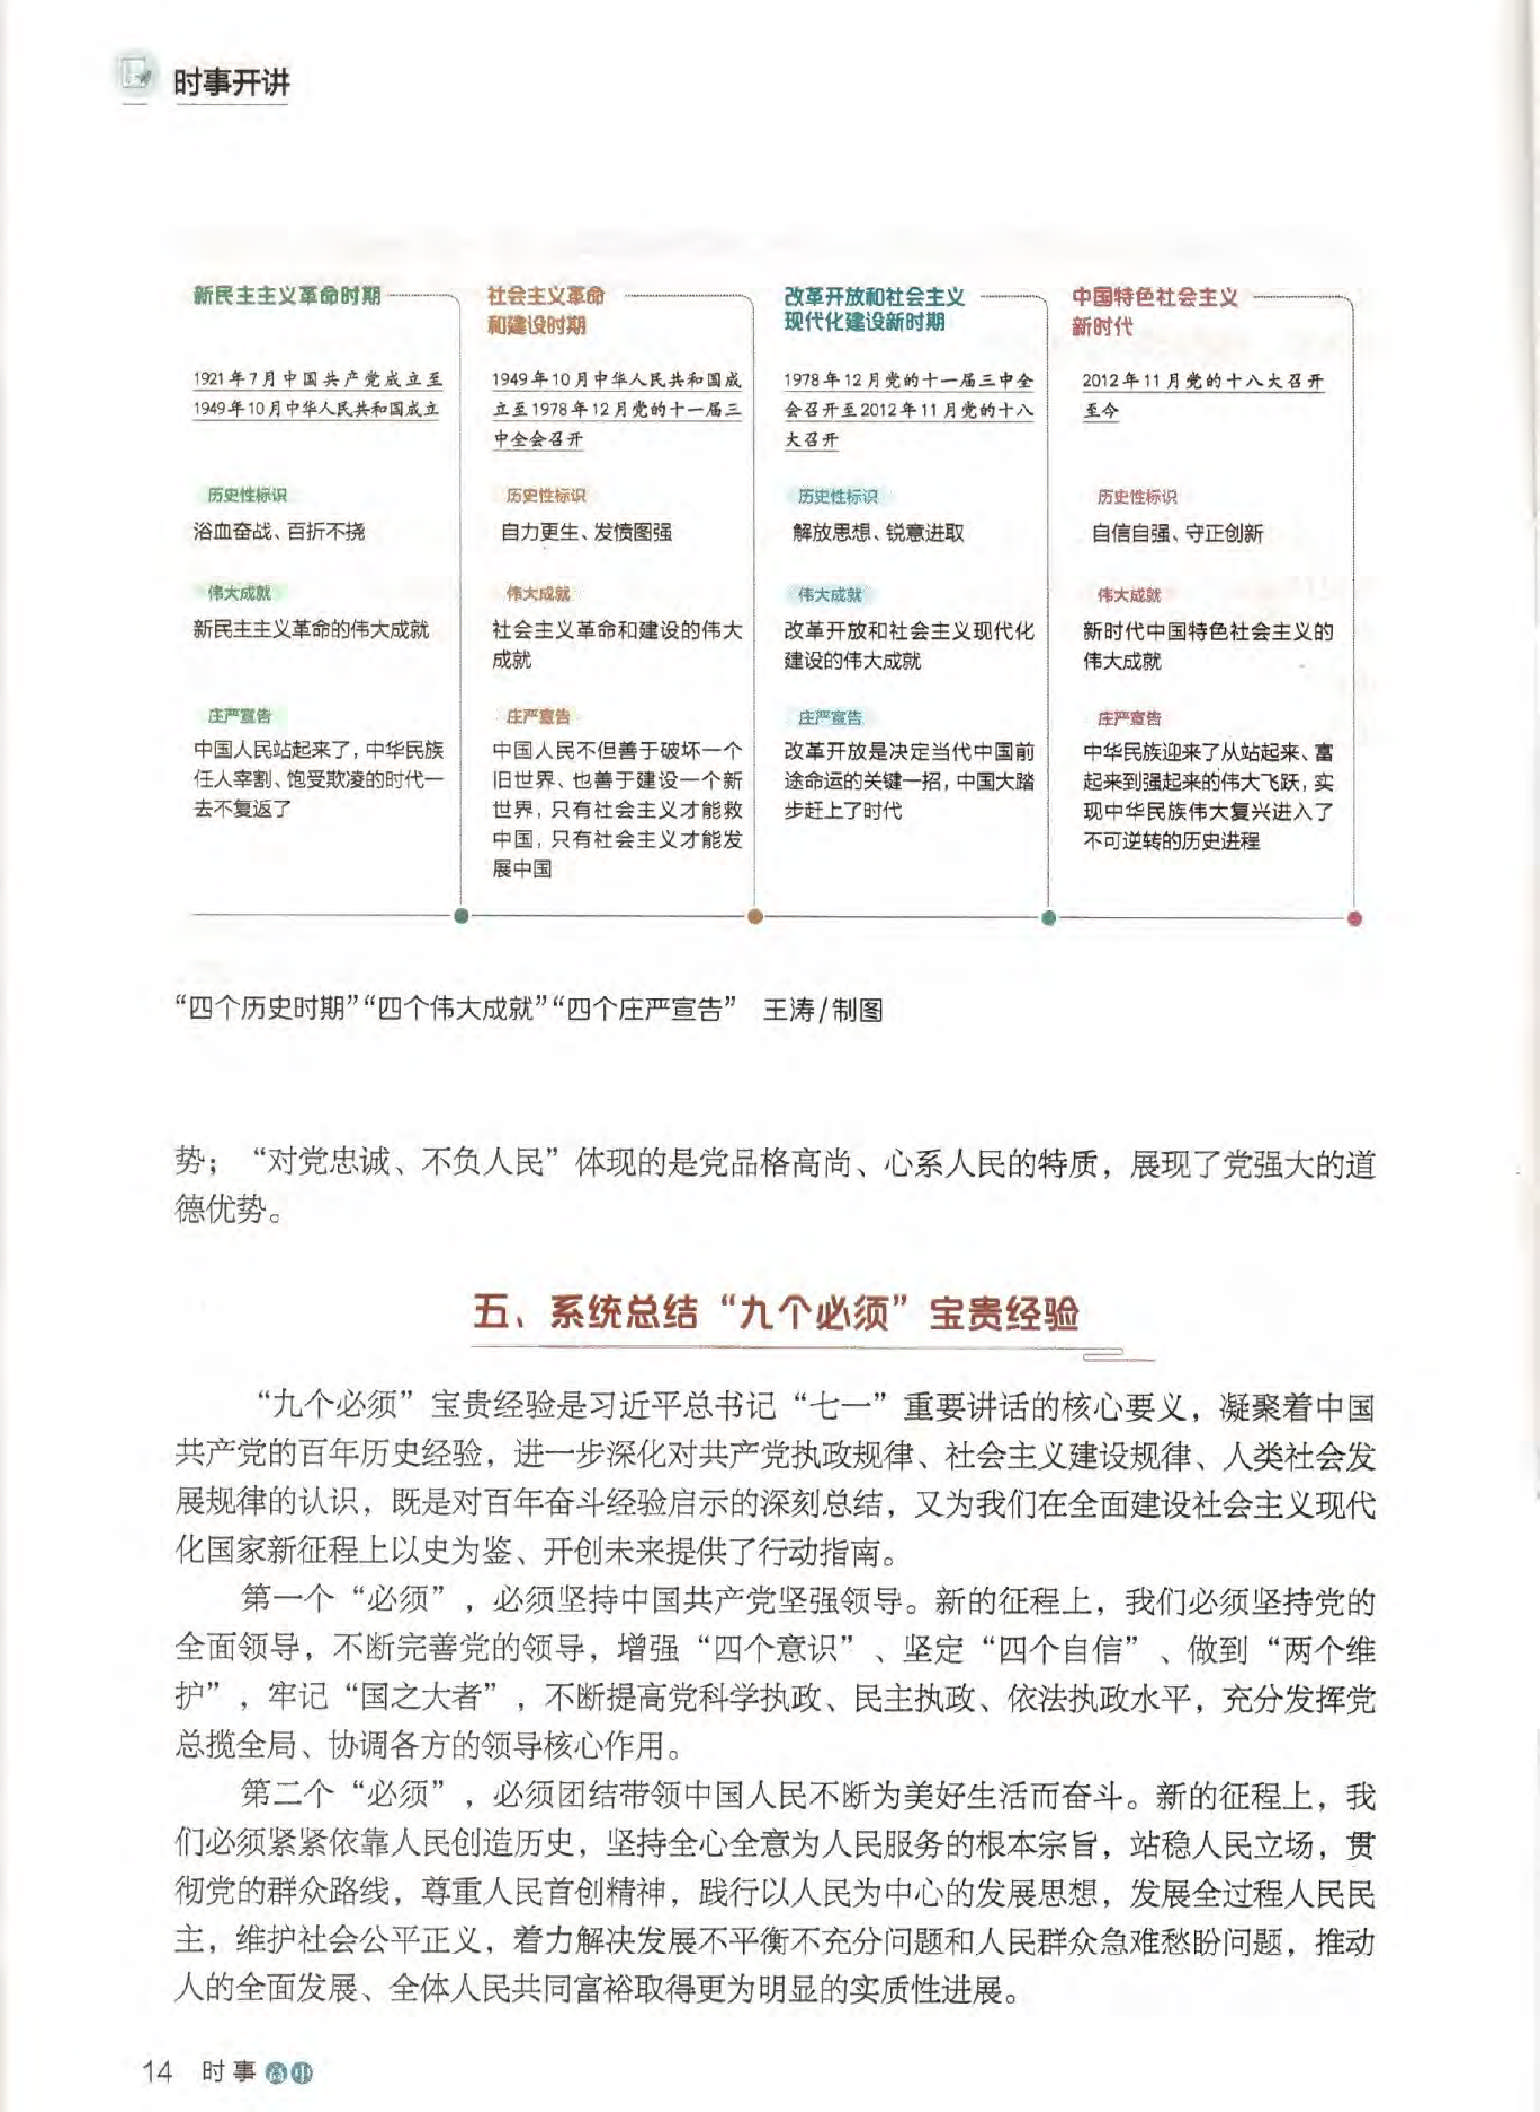 时事开讲
新民主主义革命时期
1921年7月中国共产党成立至
1949年10月中华人民共和国成立
历史性标识
浴血奋战、百折不挠
伟大成就
新民主主义革命的伟大成就
庄严宣告
中国人民站起来了，中华民族
任人宰割、饱受欺凌的时代一
去不复返了
社会主义革命
和建设时期
1949年10月中华人民共和国成
立至1978年12月党的十一届三
中全会召开
历史性标识
自力更生、发愤图强
伟大成就
社会主义革命和建设的伟大
成就
庄严宣告
中国人民不但善于破坏一个
旧世界、也善于建设一个新
世界，只有社会主义才能救
中国，只有社会主义才能发
展中国
改革开放和社会主义
现代化建设新时期
1978年12月党的十一届三中全
会召开至2012年11月党的十八
大召开
历史性标识
解放思想、锐意进取
伟大成就
改革开放和社会主义现代化
建设的伟大成就
庄严宣告
改革开放是决定当代中国前
途命运的关键一招，中国大踏
步赶上了时代
中国特色社会主义
新时代
2012年11月党的十八大召开
至今
历史性标识
自信自强、守正创新
伟大成就
新时代中国特色社会主义的
伟大成就
庄严宣告
中华民族迎来了从站起来、富
起来到强起来的伟大飞跃，实
现中华民族伟大复兴进入了
不可逆转的历史进程
“四个历史时期”“四个伟大成就”“四个庄严宣告” 王涛/制图
势；“对党忠诚、不负人民”体现的是党品格高尚、心系人民的特质，展现了党强大的道
德优势。
五、系统总结“九个必须”宝贵经验
“九个必须”宝贵经验是习近平总书记“七一”重要讲话的核心要义，凝聚着中国
共产党的百年历史经验，进一步深化对共产党执政规律、社会主义建设规律、人类社会发
展规律的认识，既是对百年奋斗经验启示的深刻总结，又为我们在全面建设社会主义现代
化国家新征程上以史为鉴、开创未来提供了行动指南。
第一个“必须”，必须坚持中国共产党坚强领导。新的征程上，我们必须坚持党的
全面领导，不断完善党的领导，增强“四个意识”、坚定“四个自信”、做到“两个维
护”，牢记“国之大者”，不断提高党科学执政、民主执政、依法执政水平，充分发挥党
总揽全局、协调各方的领导核心作用。
第二个“必须”，必须团结带领中国人民不断为美好生活而奋斗。新的征程上，我
们必须紧紧依靠人民创造历史，坚持全心全意为人民服务的根本宗旨，站稳人民立场，贯
彻党的群众路线，尊重人民首创精神，践行以人民为中心的发展思想，发展全过程人民民
主，维护社会公平正义，着力解决发展不平衡不充分问题和人民群众急难愁盼问题，推动
人的全面发展、全体人民共同富裕取得更为明显的实质性进展。
14 时事高中